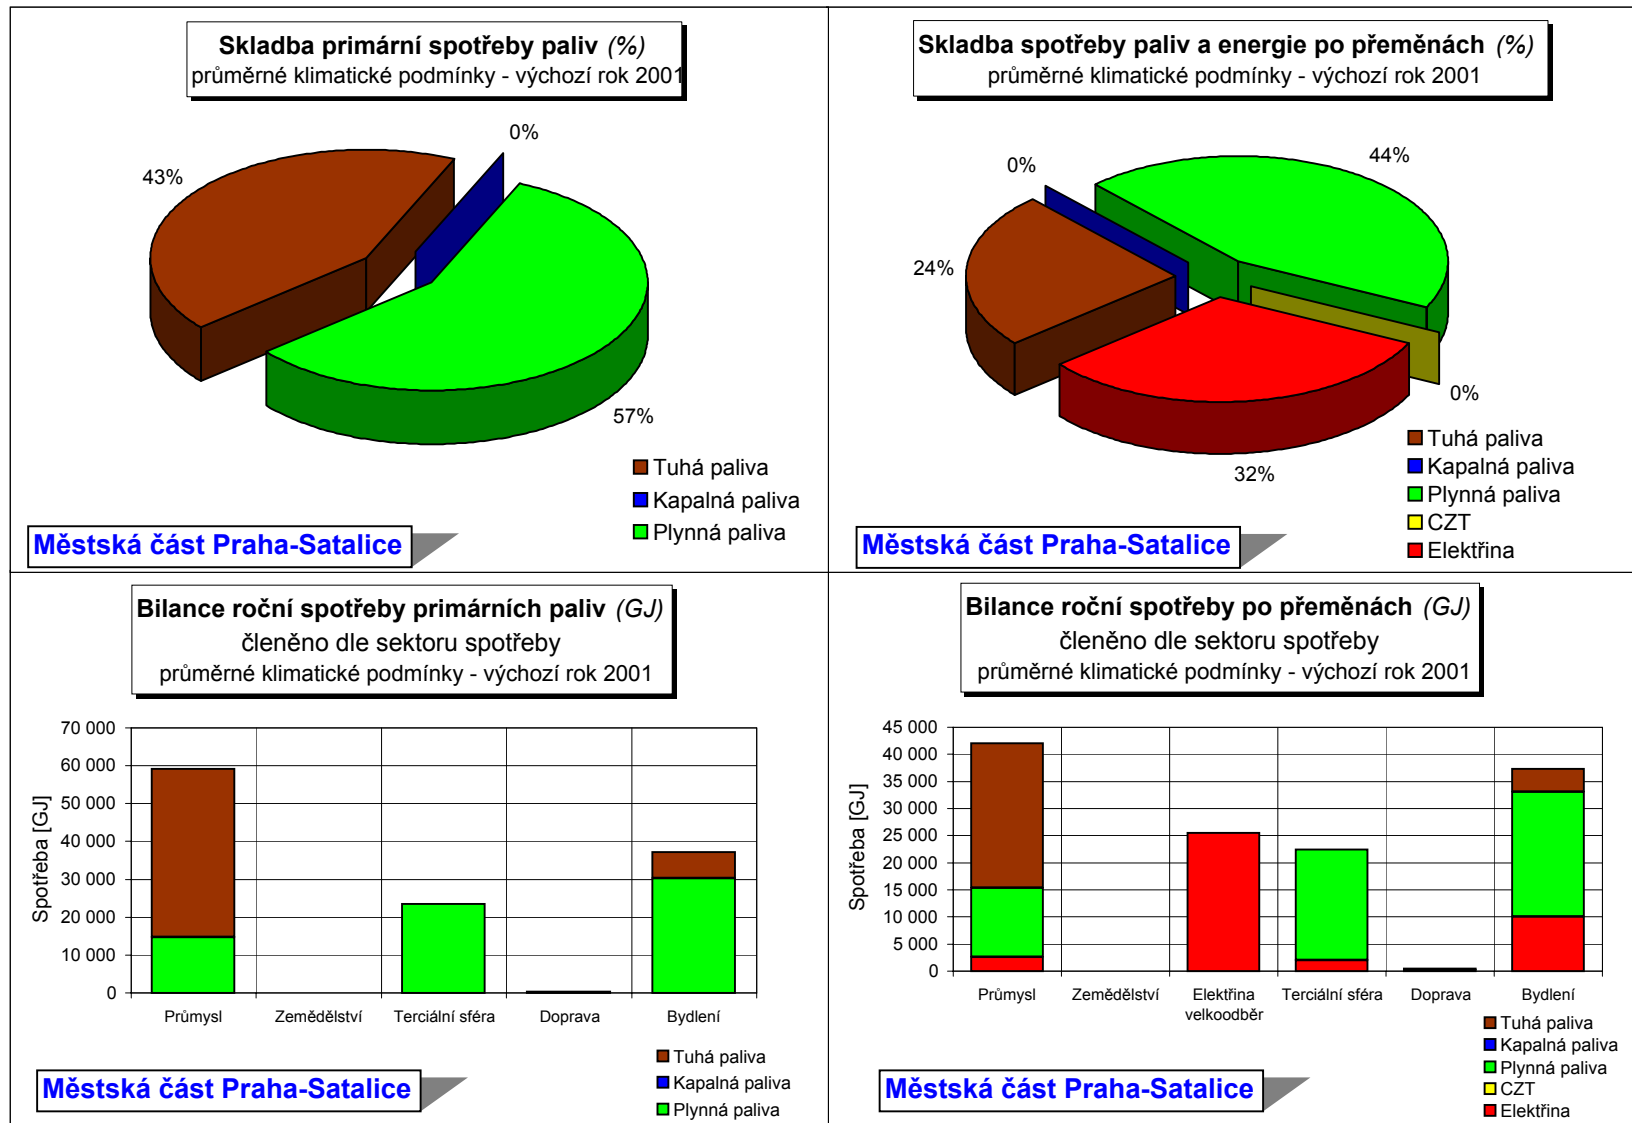 Skladba primární spotřeby paliv (%)
průměrné klimatické podmínky - výchozí rok 2001
0%
43%
57%
Tuhá paliva
Kapalná paliva
Plynná paliva
Městská část Praha-Satalice
Skladba spotřeby paliv a energie po přeměnách (%)
průměrné klimatické podmínky - výchozí rok 2001
44%
0%
24%
0%
32%
Tuhá paliva
Kapalná paliva
Plynná paliva
CZT
Elektřina
Městská část Praha-Satalice
Bilance roční spotřeby primárních paliv (GJ)
členěno dle sektoru spotřeby
průměrné klimatické podmínky - výchozí rok 2001
Spotřeba [GJ]
70 000
60 000
50 000
40 000
30 000
20 000
10 000
0
Průmysl Zemědělství Terciální sféra Doprava Bydlení
Tuhá paliva
Kapalná paliva
Plynná paliva
Městská část Praha-Satalice
Bilance roční spotřeby po přeměnách (GJ)
členěno dle sektoru spotřeby
průměrné klimatické podmínky - výchozí rok 2001
Spotřeba [GJ]
45 000
40 000
35 000
30 000
25 000
20 000
15 000
10 000
5 000
0
Průmysl Zemědělství Elektřina Terciální sféra Doprava Bydlení
velkoodběr
Tuhá paliva
Kapalná paliva
Plynná paliva
CZT
Elektřina
Městská část Praha-Satalice